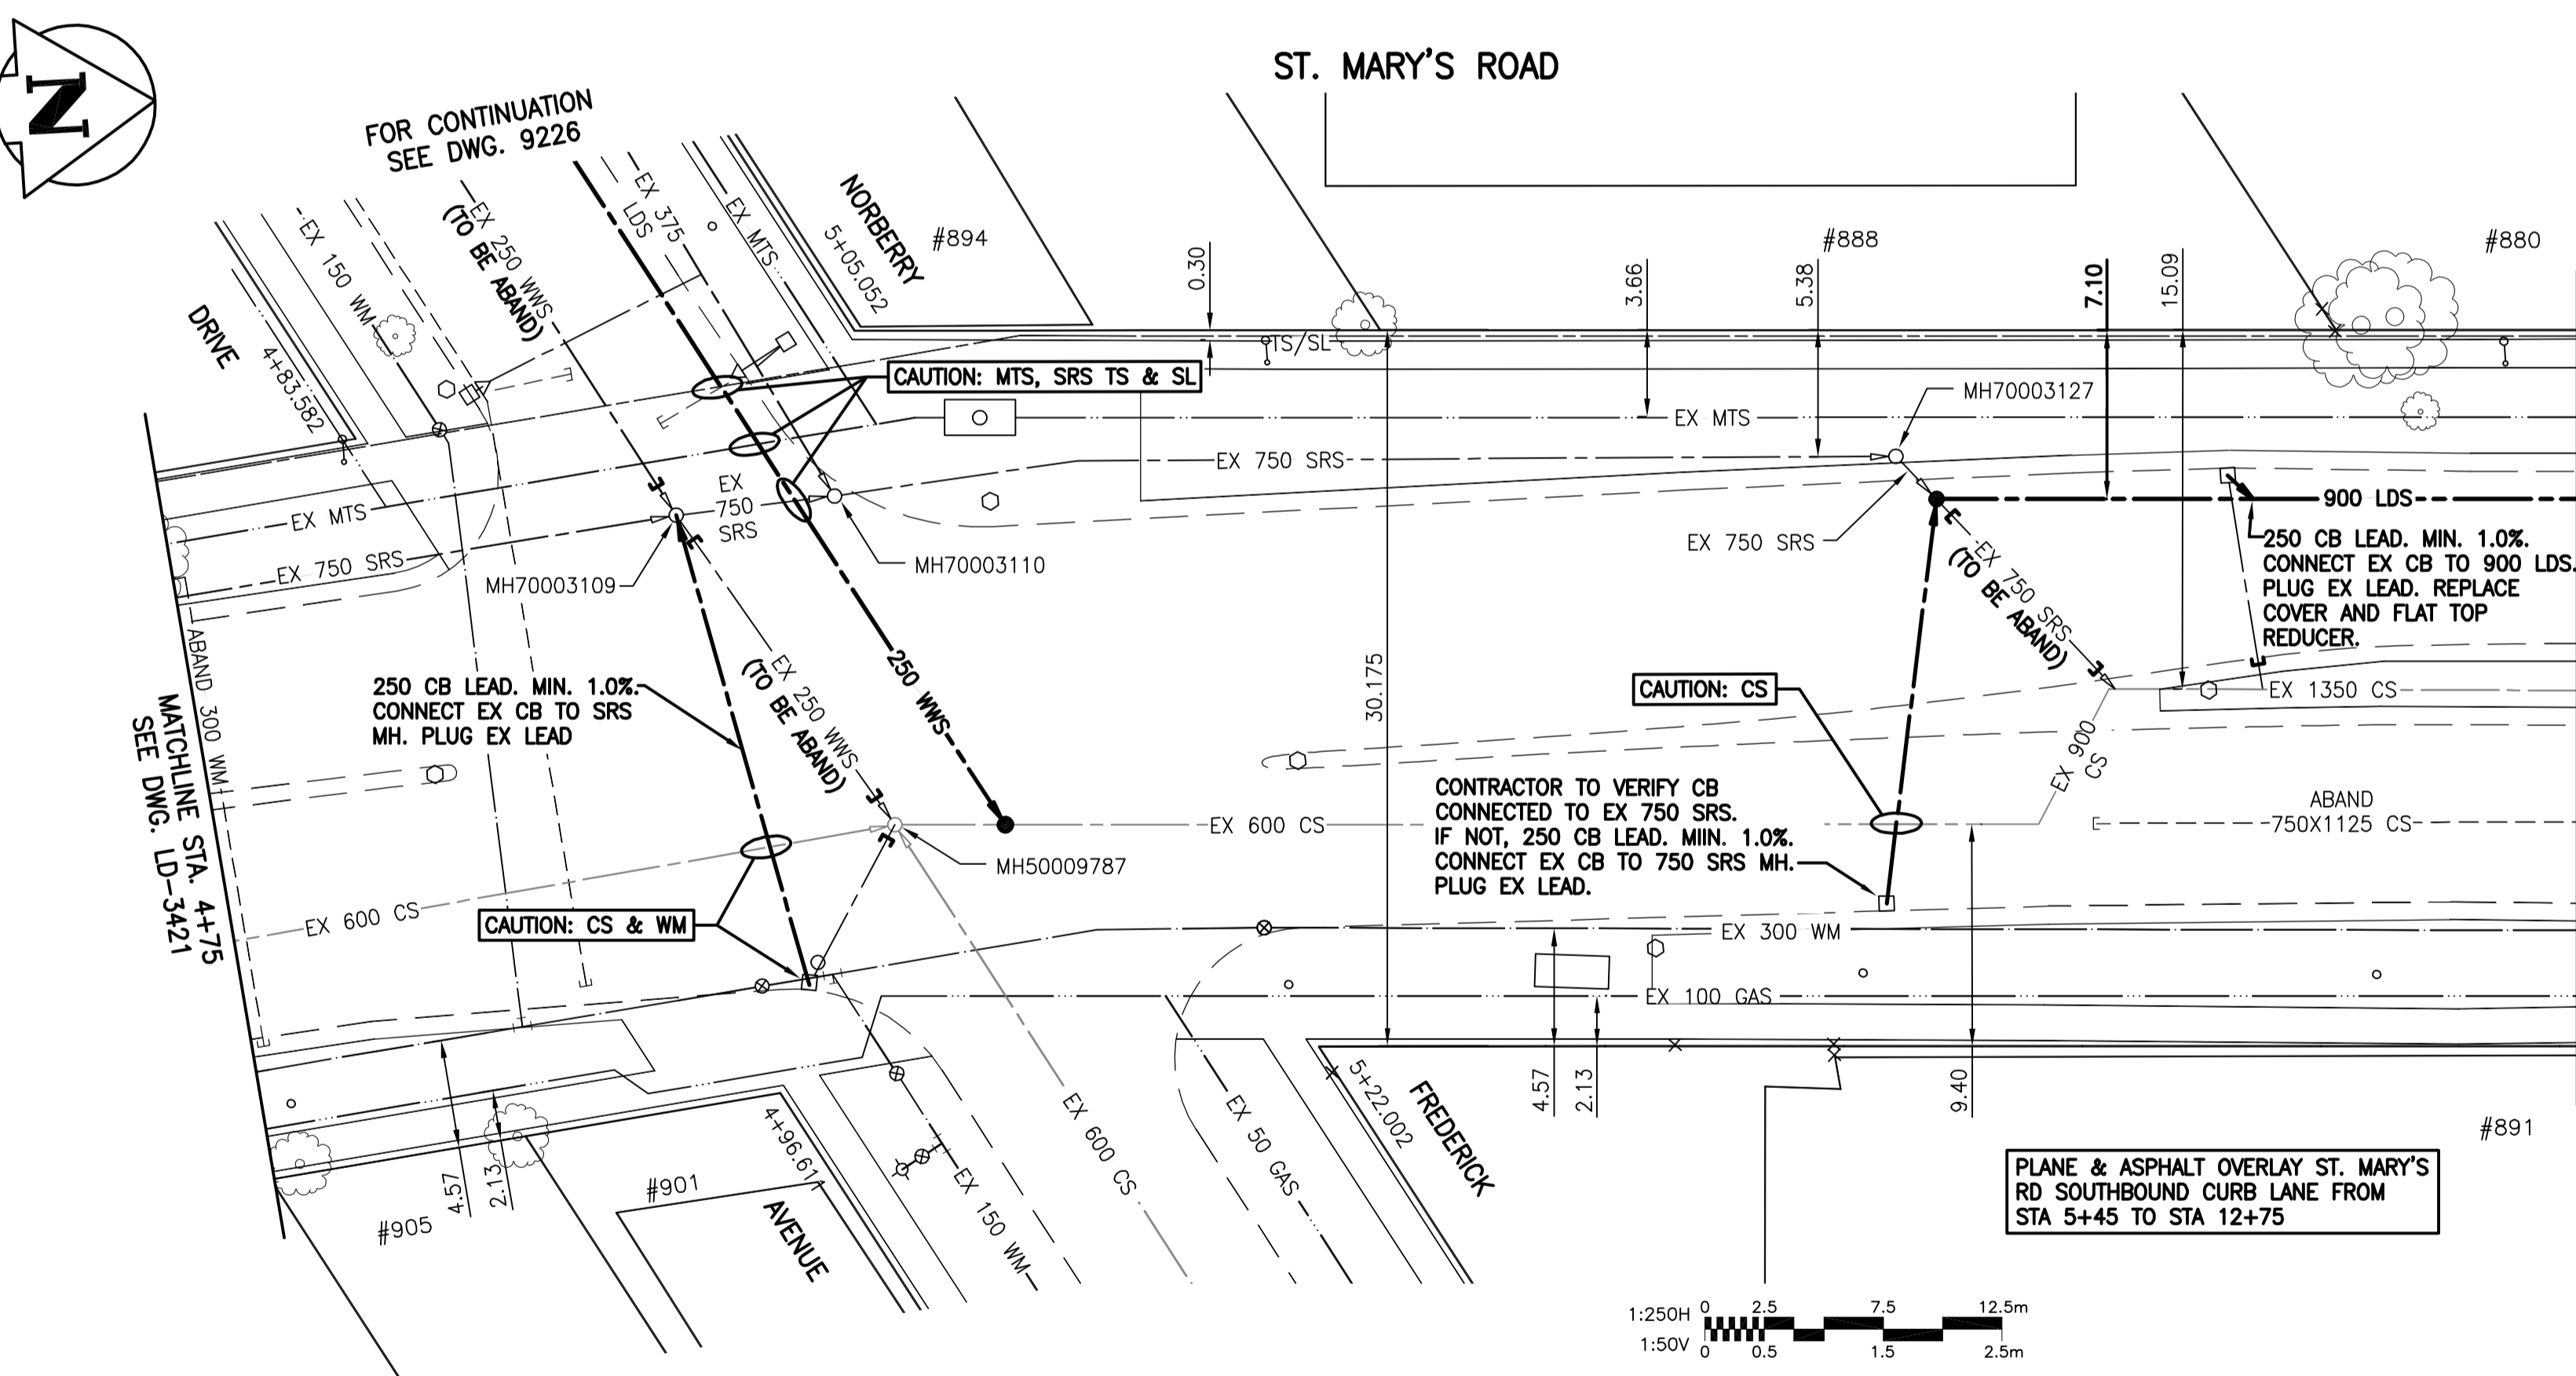 ST. MARY'S ROAD
N
FOR CONTINUATION
SEE DWG. 9226
DRIVE
4+83.582
EX 150 WM
EX 250 WWS
(TO BE ABAND)
EX 375
LDS
EX MTS
NORBERRY
5+05.052
#894
#888
#880
0.30
3.66
5.38
7.10
15.09
TS/SL
CAUTION: MTS, SRS TS & SL
EX MTS
MH70003127
EX MTS
EX 750 SRS
EX
750
SRS
EX 750 SRS
MH70003109
MH70003110
EX 750 SRS
900 LDS
250 CB LEAD. MIN. 1.0%.
CONNECT EX CB TO 900 LDS.
PLUG EX LEAD. REPLACE
COVER AND FLAT TOP
REDUCER.
EX 750 SRS
(TO BE ABAND)
ABAND 300 WM
MATCHLINE STA. 4+75
SEE DWG. LD-3421
250 CB LEAD. MIN. 1.0%.
CONNECT EX CB TO SRS
MH. PLUG EX LEAD
EX 250 WWS
(TO BE ABAND)
250 WWS
30.175
CAUTION: CS
EX 1350 CS
EX 900
CS
CONTRACTOR TO VERIFY CB
CONNECTED TO EX 750 SRS.
IF NOT, 250 CB LEAD. MIIN. 1.0%.
CONNECT EX CB TO 750 SRS MH.
PLUG EX LEAD.
ABAND
750X1125 CS
EX 600 CS
MH50009787
EX 600 CS
CAUTION: CS & WM
EX 300 WM
EX 100 GAS
4.57
2.13
9.40
4.57
2.13
#905
#901
4+96.611
AVENUE
EX 150 WM
EX 600 CS
EX 50 GAS
5+22.002
FREDERICK
#891
PLANE & ASPHALT OVERLAY ST. MARY'S
RD SOUTHBOUND CURB LANE FROM
STA 5+45 TO STA 12+75
1:250H 0 2.5 7.5 12.5m
1:50V 0 0.5 1.5 2.5m